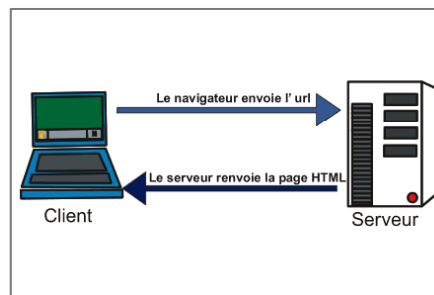 Le navigateur envoie l' url
Le serveur renvoie la page HTML
Client
Serveur